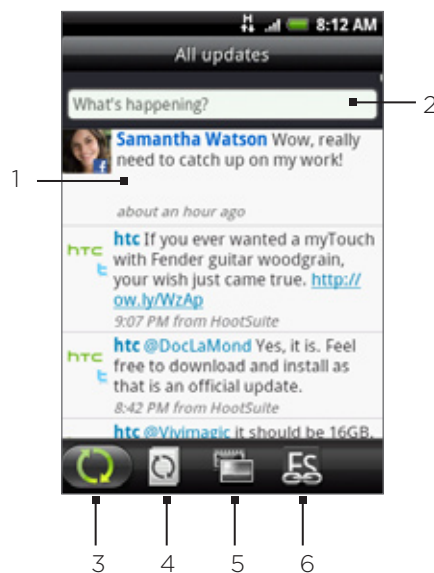 H
8:12 AM
All updates
What's happening?
2
Samantha Watson Wow, really
need to catch up on my work!
1
about an hour ago
htc
htc If you ever wanted a myTouch
with Fender guitar woodgrain,
your wish just came true. http://
ow.ly/WzAp
9:07 PM from HootSuite
htc
htc @DocLaMond Yes, it is. Feel
free to download and install as
that is an official update.
8:42 PM from HootSuite
htc @Vivimagic it should be 16GB.
FS
3 4 5 6